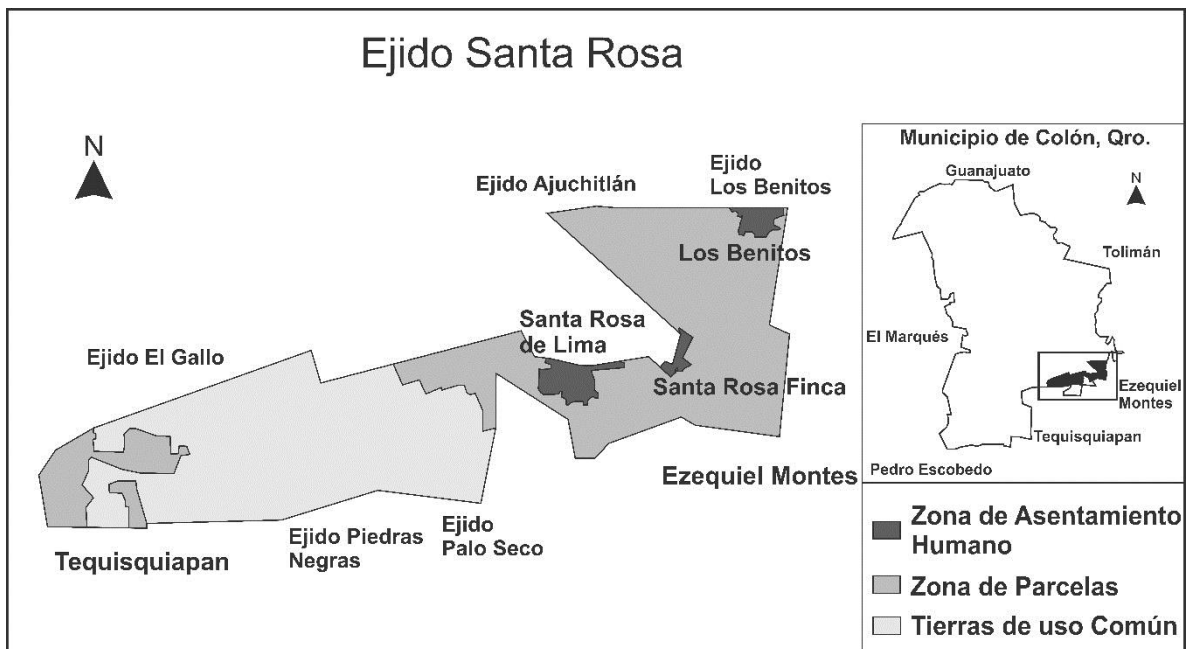 Ejido Santa Rosa
N
Ejido Ajuchitlán
Ejido
Los Benitos
Los Benitos
Santa Rosa
de Lima
Ejido El Gallo
Santa Rosa Finca
Ezequiel Montes
Ejido
Palo Seco
Ejido Piedras
Negras
Tequisquiapan
Municipio de Colón, Qro.
Guanajuato
N
Tolimán
El Marqués
Ezequiel
Montes
Tequisquiapan
Pedro Escobedo
Zona de Asentamiento
Humano
Zona de Parcelas
Tierras de uso Común